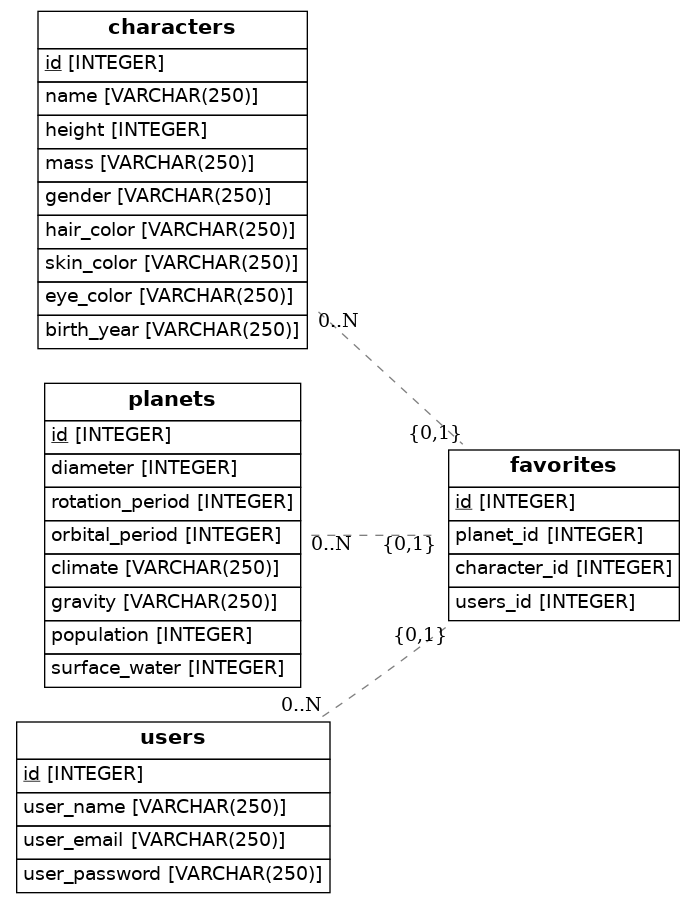 characters
id [INTEGER]
name [VARCHAR(250)]
height [INTEGER]
mass [VARCHAR(250)]
gender [VARCHAR(250)]
hair_color [VARCHAR(250)]
skin_color [VARCHAR(250)]
eye_color [VARCHAR(250)]
birth_year [VARCHAR(250)]
0..N
{0,1}
planets
id [INTEGER]
diameter [INTEGER]
rotation_period [INTEGER]
orbital_period [INTEGER]
climate [VARCHAR(250)]
gravity [VARCHAR(250)]
population [INTEGER]
surface_water [INTEGER]
0..N
{0,1}
favorites
id [INTEGER]
planet_id [INTEGER]
character_id [INTEGER]
users_id [INTEGER]
{0,1}
0..N
users
id [INTEGER]
user_name [VARCHAR(250)]
user_email [VARCHAR(250)]
user_password [VARCHAR(250)]